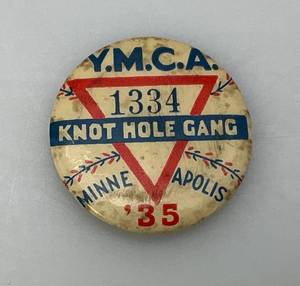 Y.M.C.A.
1334
KNOT HOLE GANG
MINNE APOLIS
'35